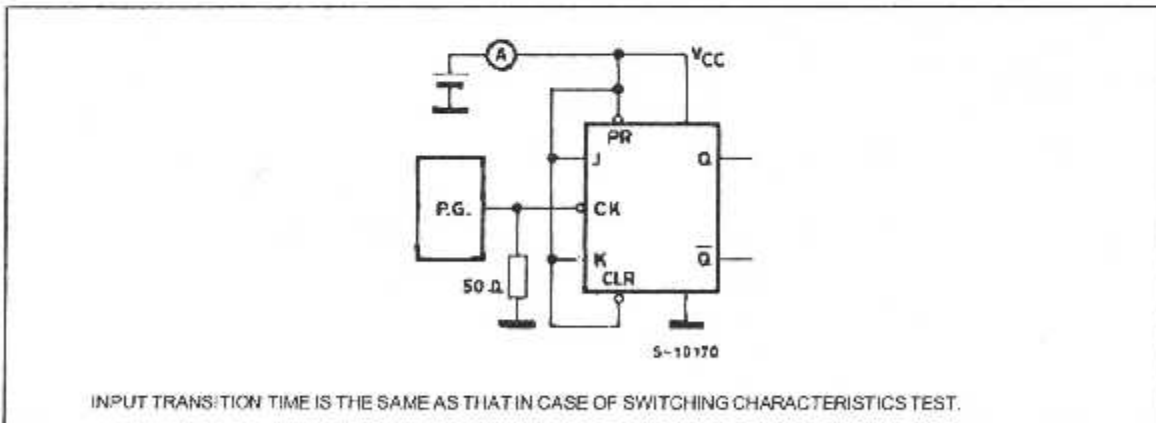 A
VCC
PR
J
Q
P.G.
CK
K
Q
CLR
50 Ω
S-10170
INPUT TRANSITION TIME IS THE SAME AS THAT IN CASE OF SWITCHING CHARACTERISTICS TEST.